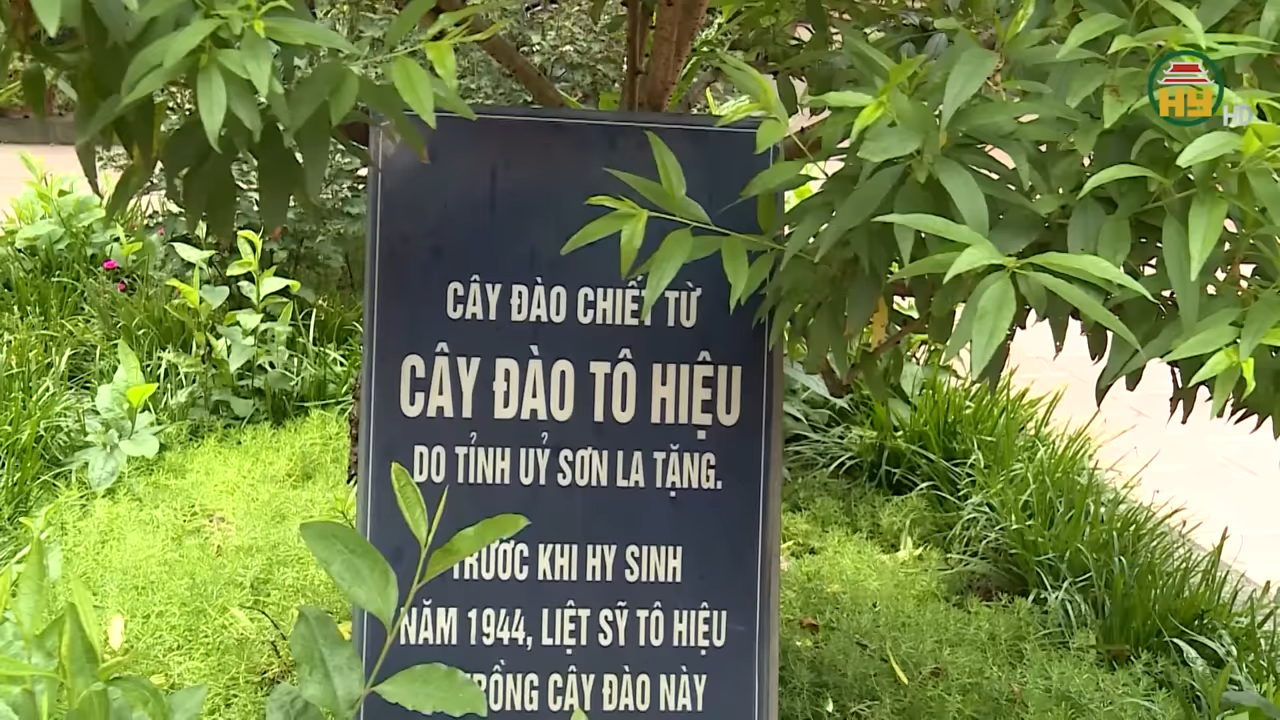 HY HD
CÂY ĐÀO CHIẾT TỪ
CÂY ĐÀO TÔ HIỆU
DO TỈNH UỶ SƠN LA TẶNG.
TRƯỚC KHI HY SINH
NĂM 1944, LIỆT SỸ TÔ HIỆU
TRỒNG CÂY ĐÀO NÀY